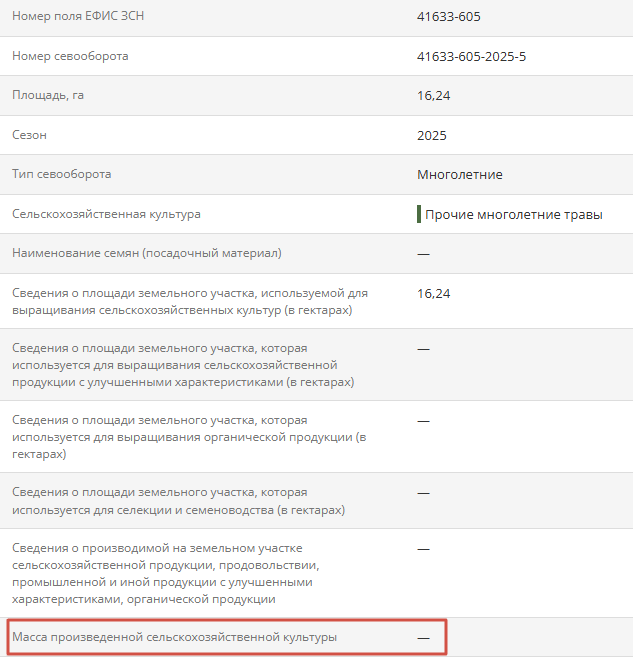 Номер поля ЕФИС ЗСН 41633-605
Номер севооборота 41633-605-2025-5
Площадь, га 16,24
Сезон 2025
Тип севооборота Многолетние
Сельскохозяйственная культура Прочие многолетние травы
Наименование семян (посадочный материал) —
Сведения о площади земельного участка, используемой для 16,24
выращивания сельскохозяйственных культур (в гектарах)
Сведения о площади земельного участка, которая —
используется для выращивания сельскохозяйственной
продукции с улучшенными характеристиками (в гектарах)
Сведения о площади земельного участка, которая —
используется для выращивания органической продукции (в
гектарах)
Сведения о площади земельного участка, которая —
используется для селекции и семеноводства (в гектарах)
Сведения о производимой на земельном участке —
сельскохозяйственной продукции, продовольствии,
промышленной и иной продукции с улучшенными
характеристиками, органической продукции
Масса произведенной сельскохозяйственной культуры —